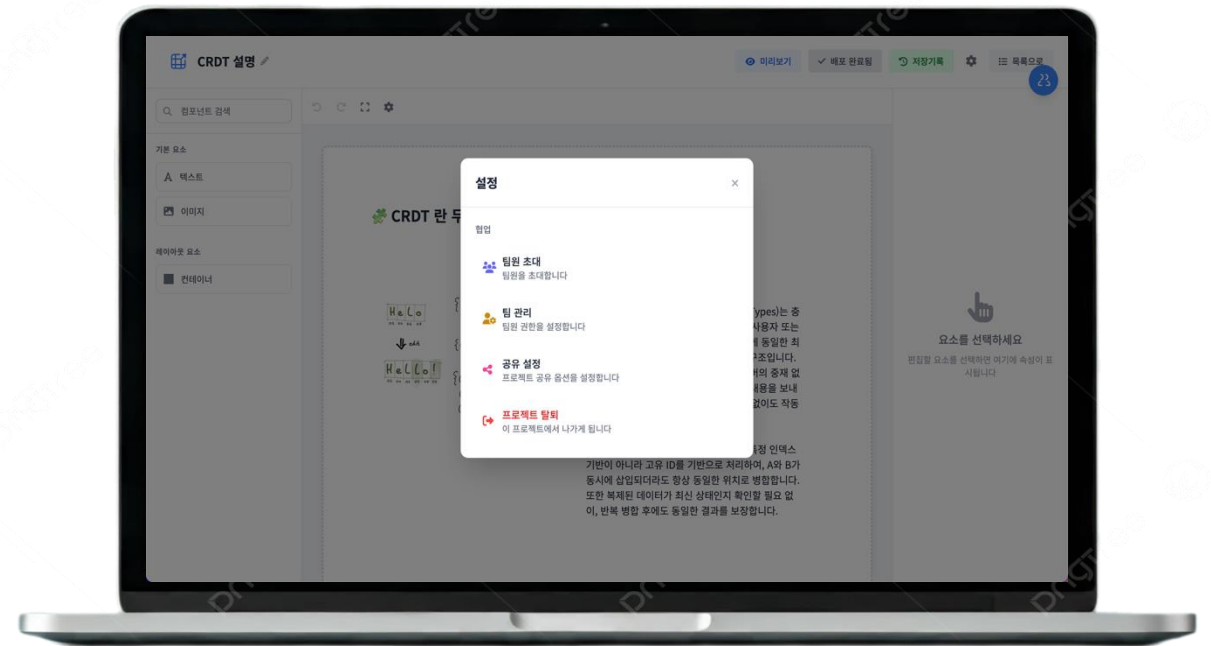 CRDT 설명
미리보기
배포 완료됨
저장기록
목록으로
컴포넌트 검색
기본 요소
텍스트
이미지
레이아웃 요소
컨테이너
CRDT 란
설정
협업
팀원 초대
팀원을 초대합니다
팀 관리
팀원 권한을 설정합니다
공유 설정
프로젝트 공유 옵션을 설정합니다
프로젝트 탈퇴
이 프로젝트에서 나가게 됩니다
HeLo
HeLLo!
ypes)는 충
사용자 또는
동일한 최
구조입니다.
중재 없
내용을 보내
없이도 작동
특정 인덱스
기반이 아니라 고유 ID를 기반으로 처리하여, A와 B가
동시에 삽입되더라도 항상 동일한 위치로 병합합니다.
또한 복제된 데이터가 최신 상태인지 확인할 필요 없
이, 반복 병합 후에도 동일한 결과를 보장합니다.
요소를 선택하세요
편집할 요소를 선택하면 여기에 속성이 표
시됩니다